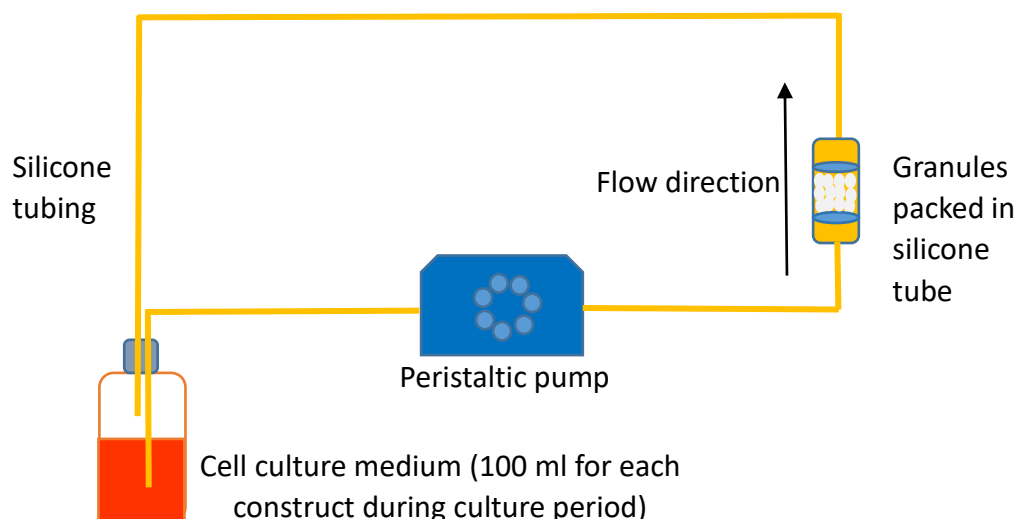 Silicone
tubing
Flow direction
Granules
packed in
silicone
tube
Peristaltic pump
Cell culture medium (100 ml for each
construct during culture period)